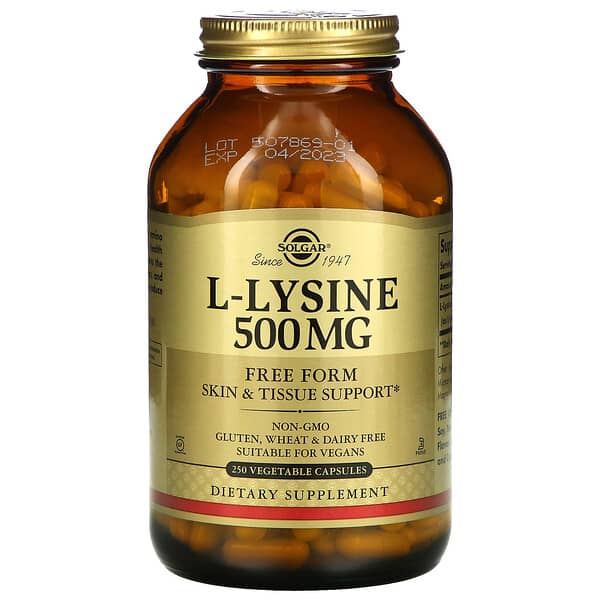 LOT 507869-01
EXP 04/2023
SOLGAR®
Since 1947
L-LYSINE
500 MG
FREE FORM
SKIN & TISSUE SUPPORT*
NON-GMO
GLUTEN, WHEAT & DAIRY FREE
SUITABLE FOR VEGANS
250 VEGETABLE CAPSULES
DIETARY SUPPLEMENT